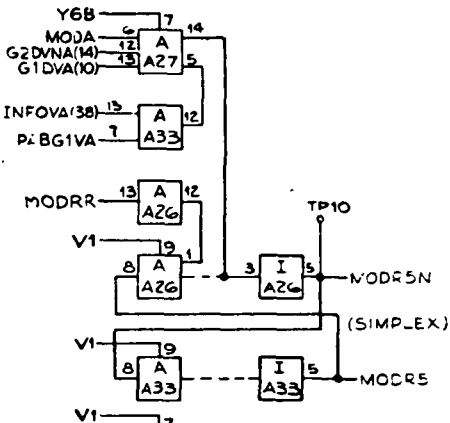 Y6B 7
MODA 6 A 14
G2DVNA(14) 12
G1DVA(10) 13 A27 5
INFOVA(38) 13 A 12
PiBG1VA 7 A33
MODRR 13 A 12
A26
TP10
V1 9
8 A 1 3 I 5 MODR5N
A26 A26
(SIMPLEX)
V1 9
8 A I 5 MODR5
A33 A33
V1 7